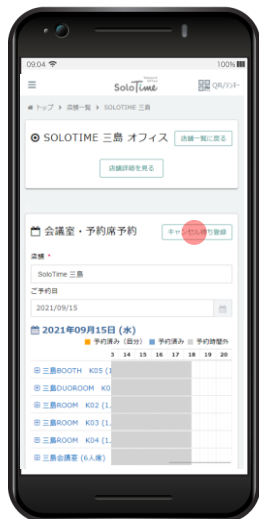 09:04
100%
SoloTime
QR/リンキー
トップ > 店舗一覧 > SOLOTIME 三島
SOLOTIME 三島 オフィス
店舗一覧に戻る
店舗詳細を見る
会議室・予約席予約
キャンセル待ち登録
店舗 *
SoloTime 三島
ご予約日
2021/09/15
2021年09月15日 (水)
予約済み（自分） 予約済み 予約時間外
3 14 15 16 17 18 19 20
三島BOOTH K05 (1
三島DUOROOM K0
三島ROOM K02 (1.
三島ROOM K03 (1.
三島ROOM K04 (1.
三島会議室 (6人席)